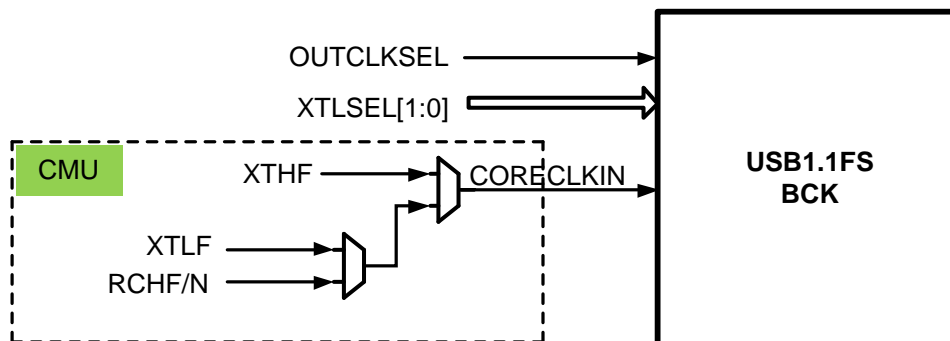 OUTCLKSEL
XTLSEL[1:0]
CMU
XTHF
CORECLKIN
USB1.1FS
BCK
XTLF
RCHF/N